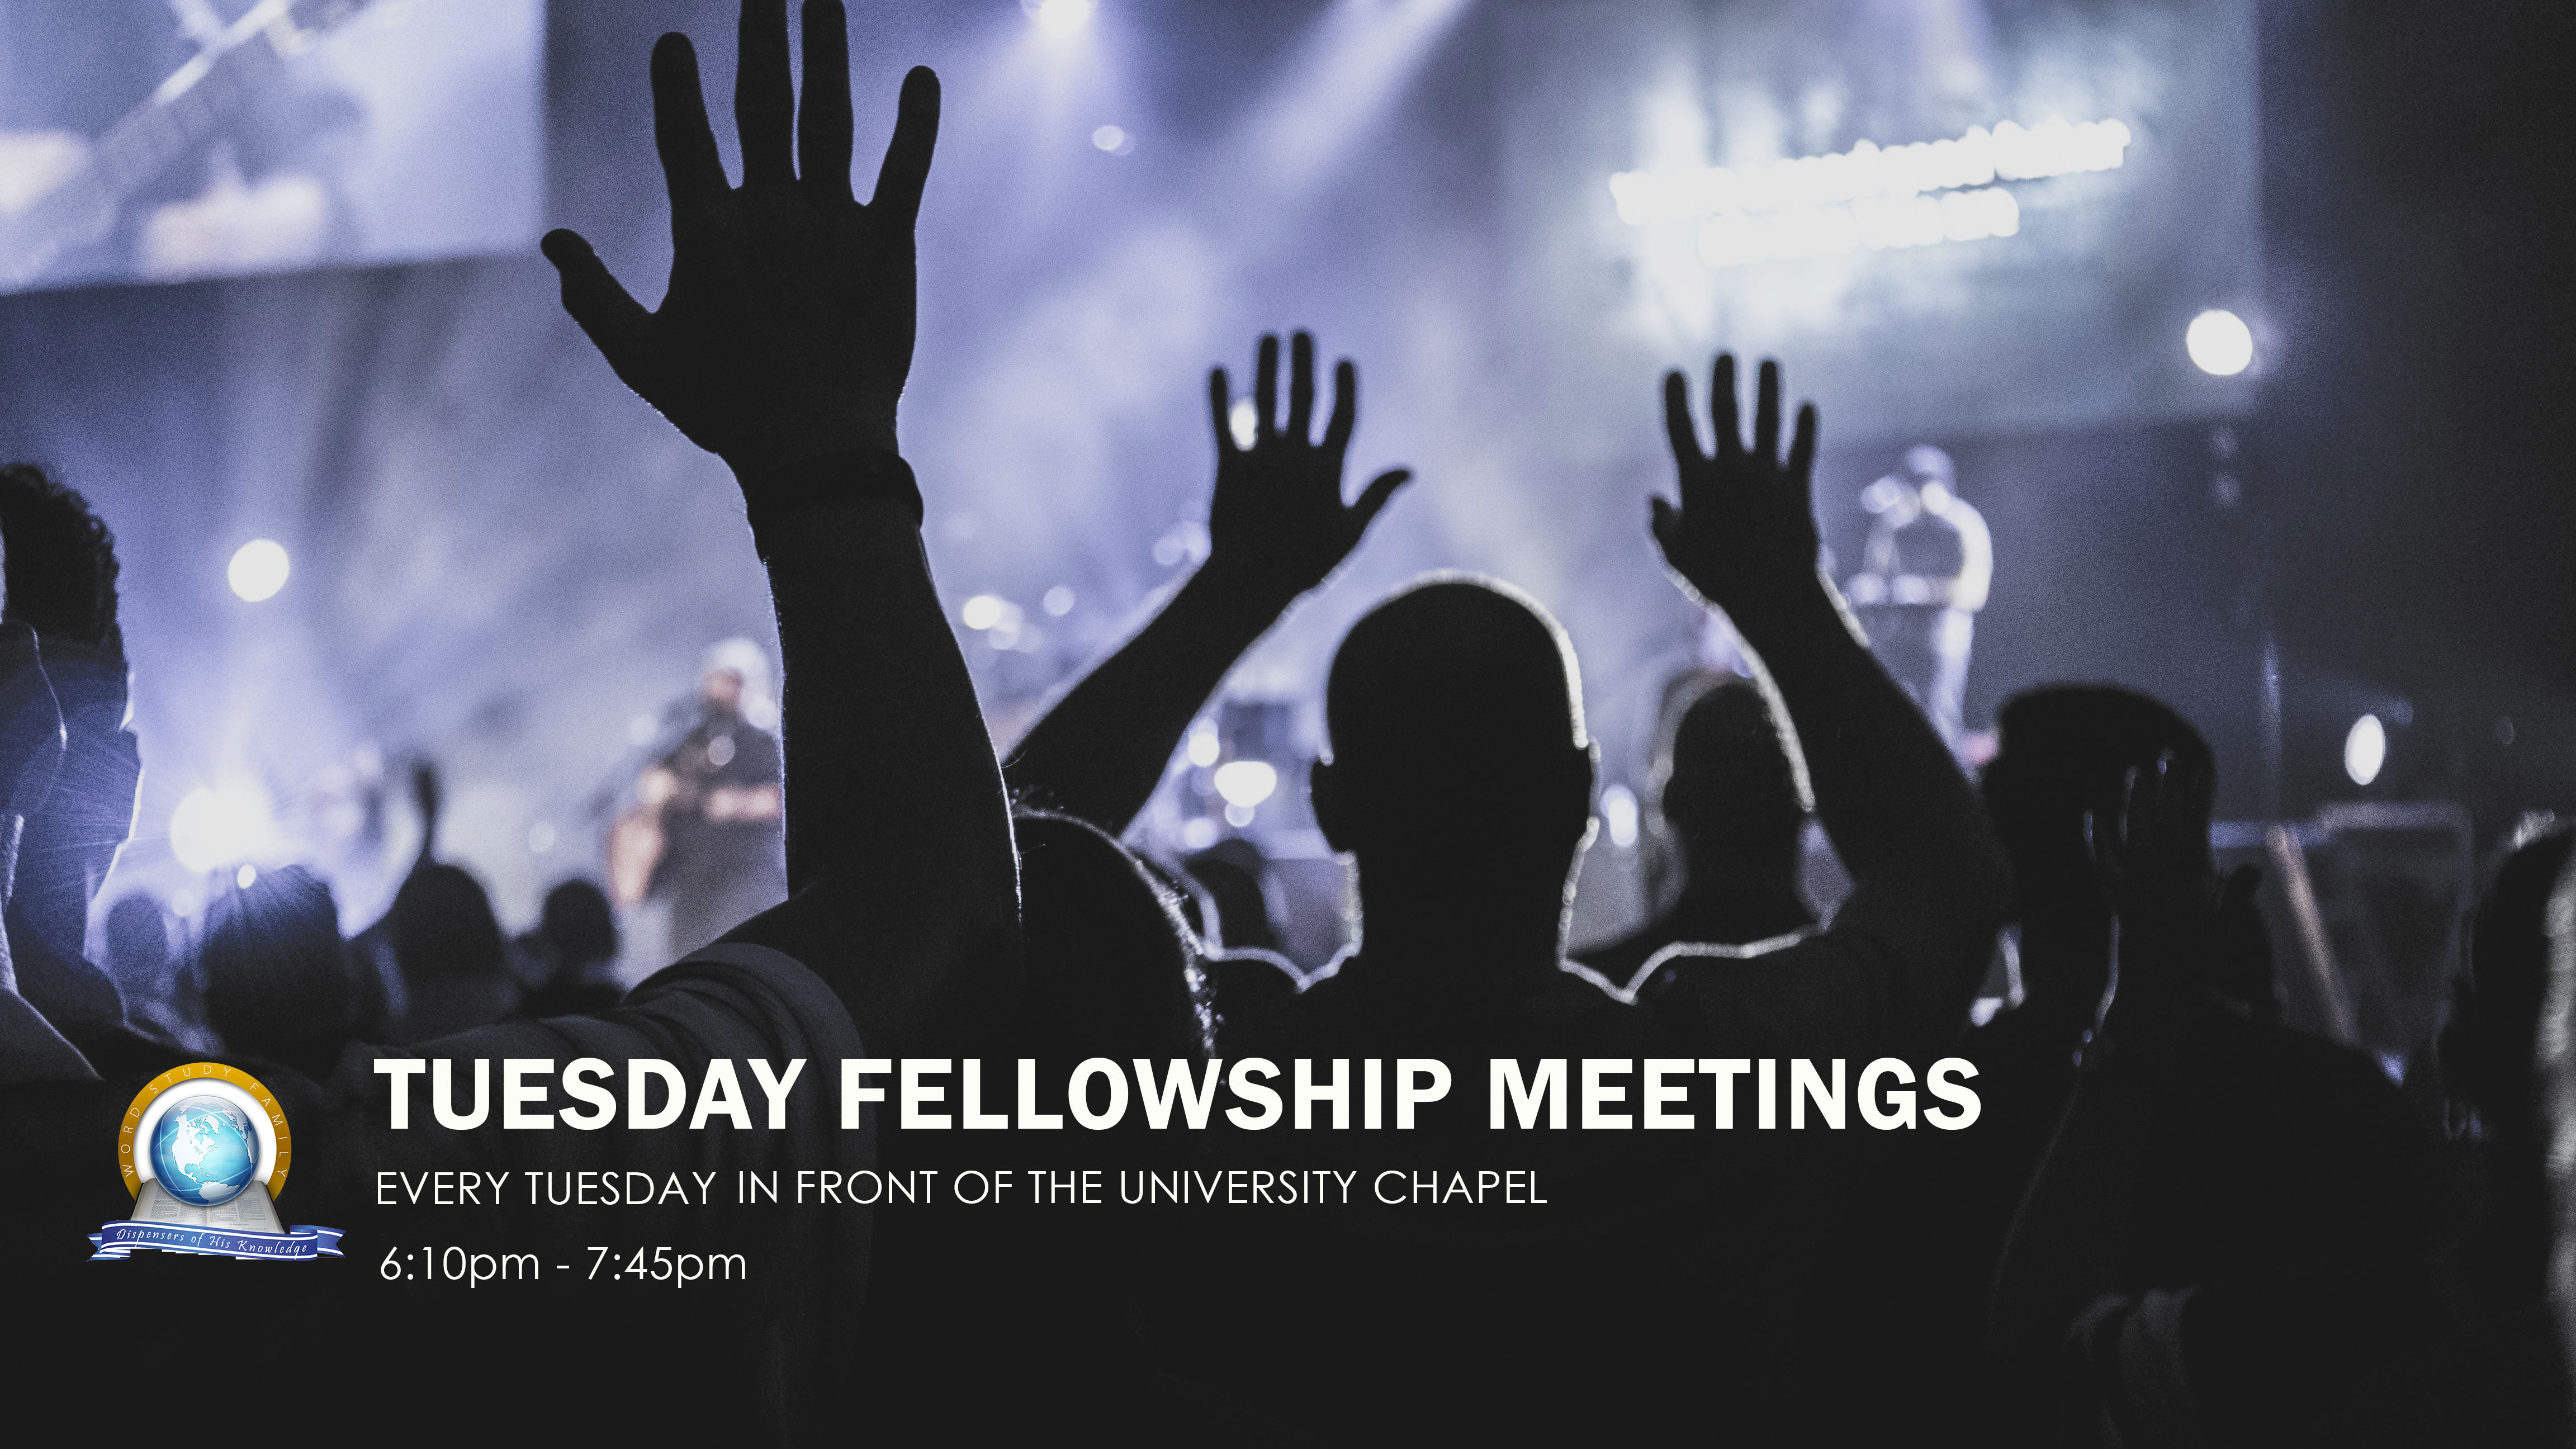 TUESDAY FELLOWSHIP MEETINGS
EVERY TUESDAY IN FRONT OF THE UNIVERSITY CHAPEL
6:10pm - 7:45pm
WORD STUDY FAMILY
Dispensers of His Knowledge